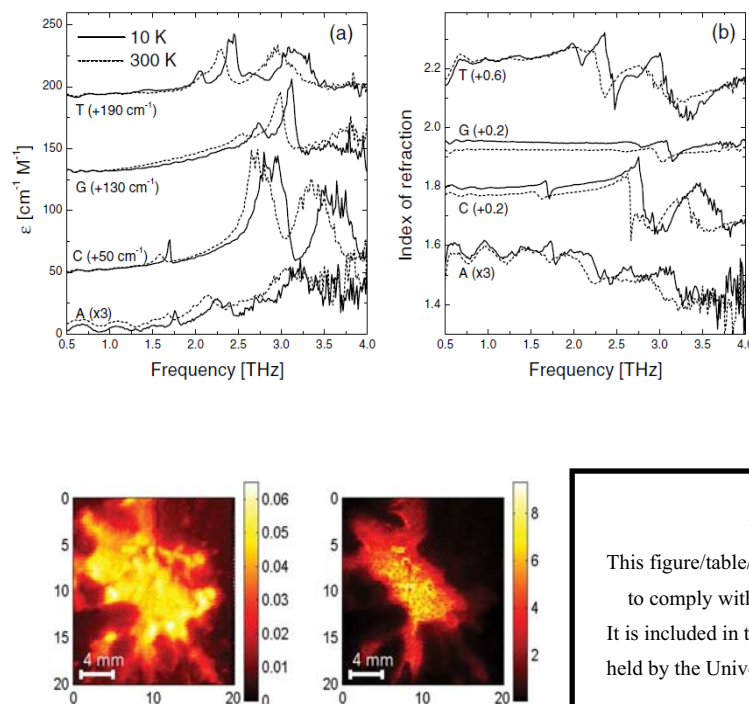 250
200
150
100
50
0
ε [cm⁻¹ M⁻¹]
(a)
10 K
300 K
T (+190 cm⁻¹)
G (+130 cm⁻¹)
C (+50 cm⁻¹)
A (x3)
0.5 1.0 1.5 2.0 2.5 3.0 3.5 4.0
Frequency [THz]
2.2
2.0
1.8
1.6
1.4
Index of refraction
(b)
T (+0.6)
G (+0.2)
C (+0.2)
A (x3)
0.5 1.0 1.5 2.0 2.5 3.0 3.5 4.0
Frequency [THz]
0
5
10
15
20
4 mm
0 10 20
0.06
0.05
0.04
0.03
0.02
0.01
0
0
5
10
15
20
4 mm
0 10 20
8
6
4
2
This figure/table/
to comply with
It is included in t
held by the Unive